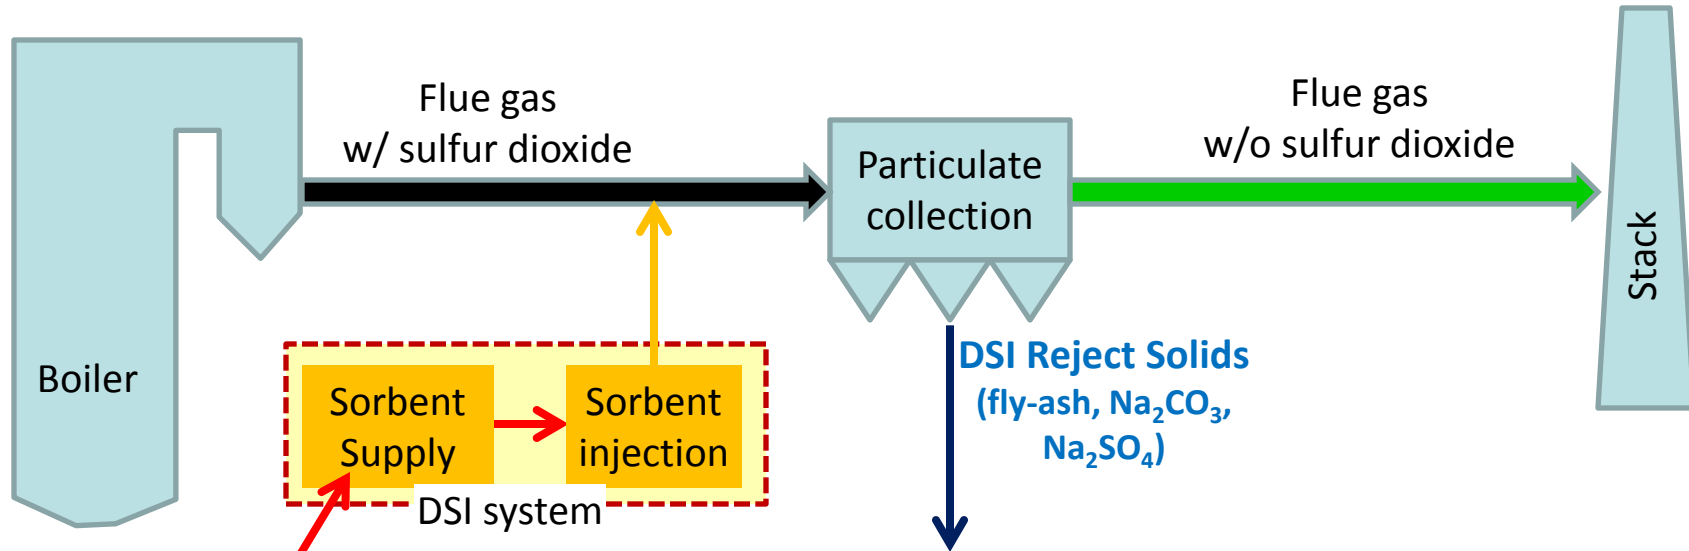 Flue gas
w/ sulfur dioxide
Flue gas
w/o sulfur dioxide
Particulate
collection
Stack
Boiler
Sorbent
Supply
Sorbent
injection
DSI system
DSI Reject Solids
(fly-ash, Na₂CO₃,
Na₂SO₄)